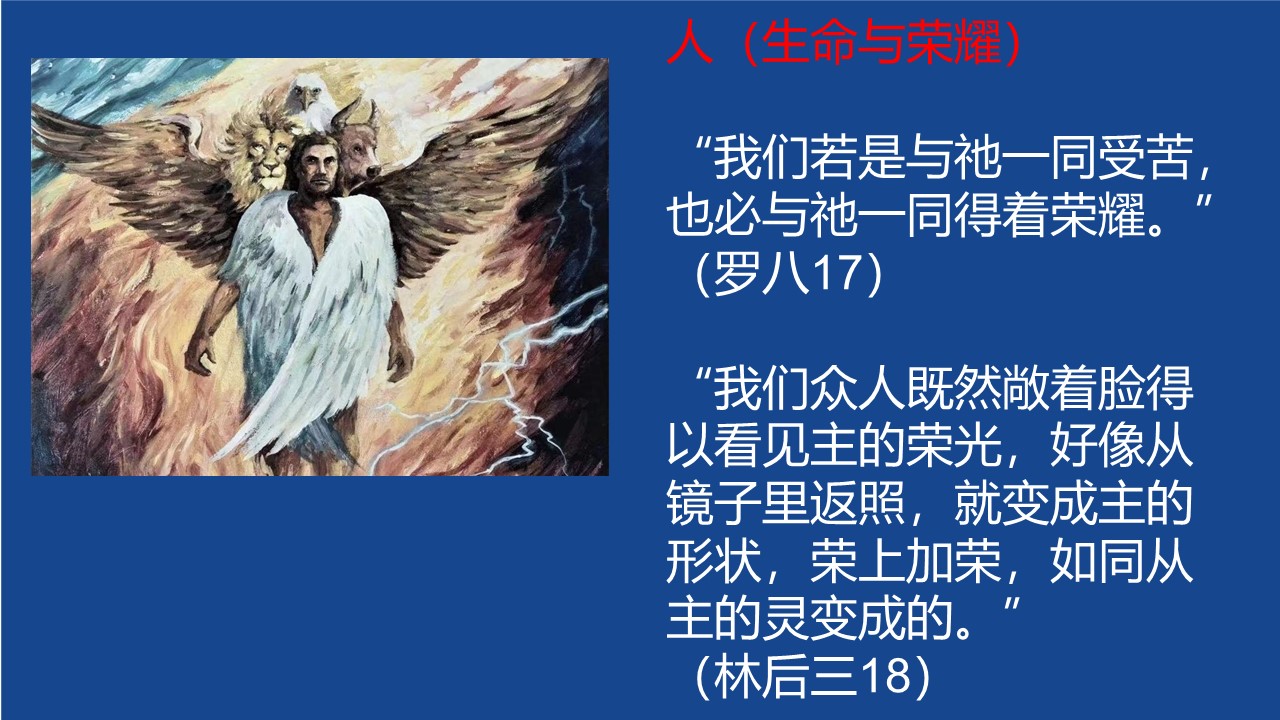 人（生命与荣耀）
“我们若是与祂一同受苦，
也必与祂一同得着荣耀。”
（罗八17）
“我们众人既然敞着脸得
以看见主的荣光，好像从
镜子里返照，就变成主的
形状，荣上加荣，如同从
主的灵变成的。”
（林后三18）